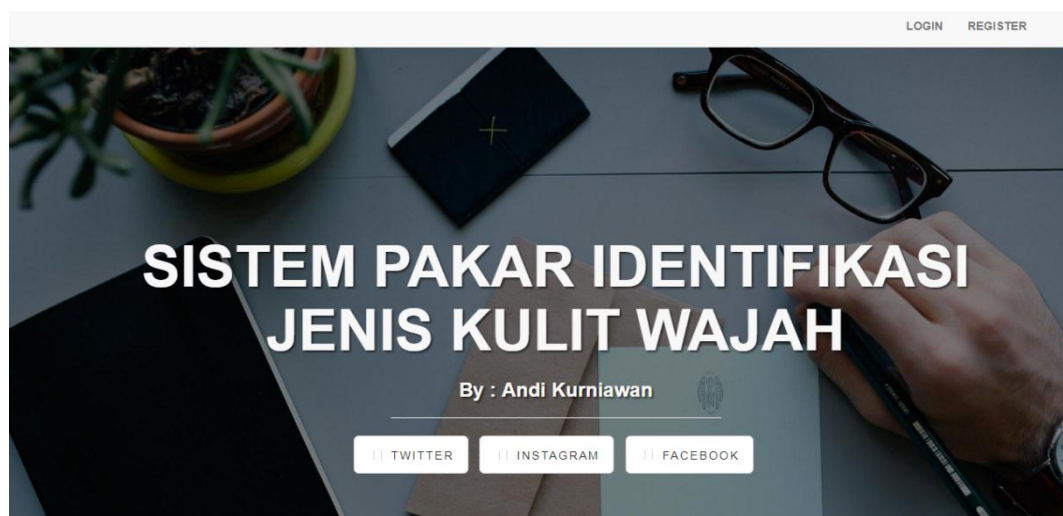 LOGIN REGISTER
SISTEM PAKAR IDENTIFIKASI
JENIS KULIT WAJAH
By : Andi Kurniawan
TWITTER INSTAGRAM FACEBOOK